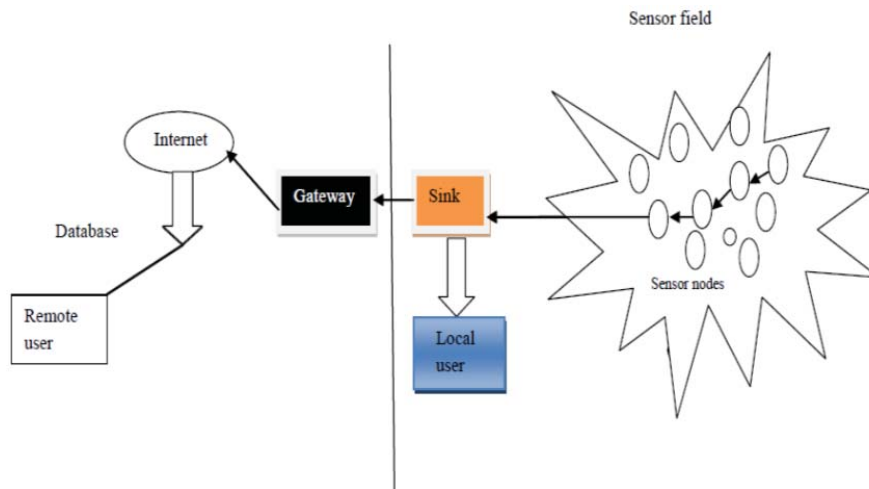 Sensor field
Internet
Gateway
Sink
Database
Sensor nodes
Remote
user
Local
user